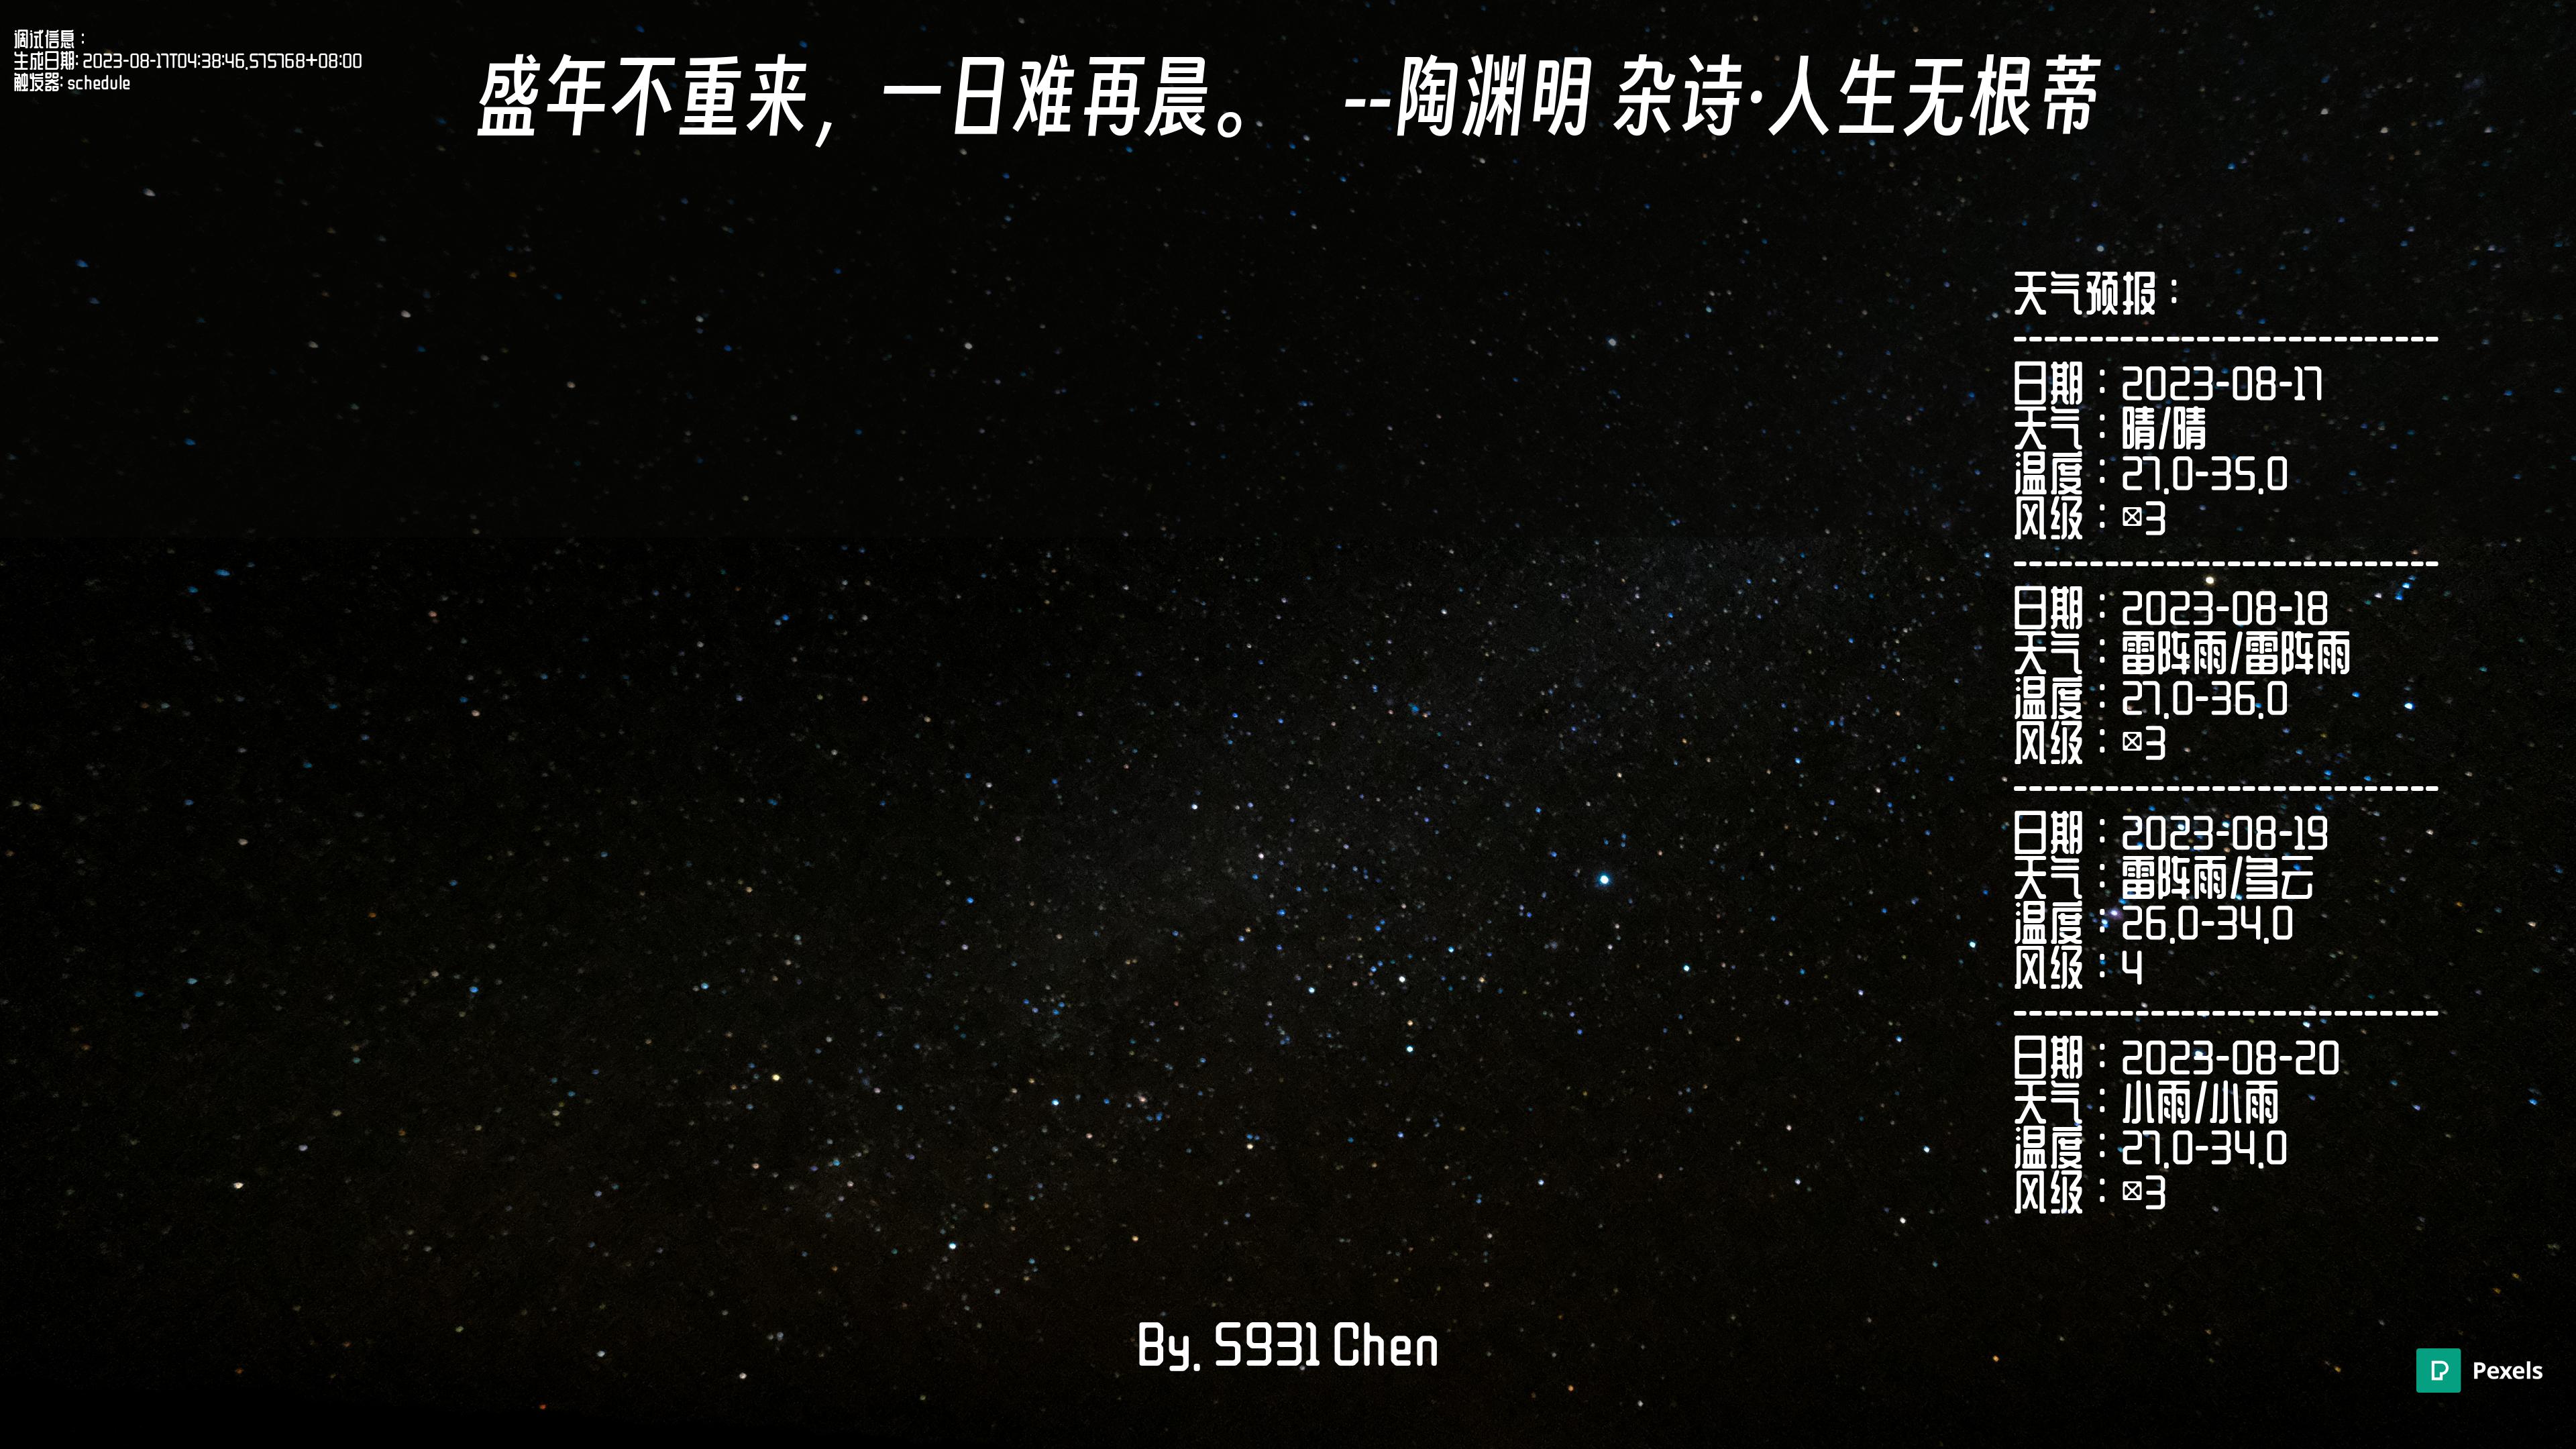 调试信息：
生成日期: 2023-08-17T04:38:46.575768+08:00
触发器: schedule
盛年不重来，一日难再晨。 --陶渊明 杂诗·人生无根蒂
天气预报：
----------------------------
日期：2023-08-17
天气：晴/晴
温度：27.0-35.0
风级：3
----------------------------
日期：2023-08-18
天气：雷阵雨/雷阵雨
温度：27.0-36.0
风级：3
----------------------------
日期：2023-08-19
天气：雷阵雨/多云
温度：26.0-34.0
风级：4
----------------------------
日期：2023-08-20
天气：小雨/小雨
温度：27.0-34.0
风级：3
By. S931 Chen
Pexels